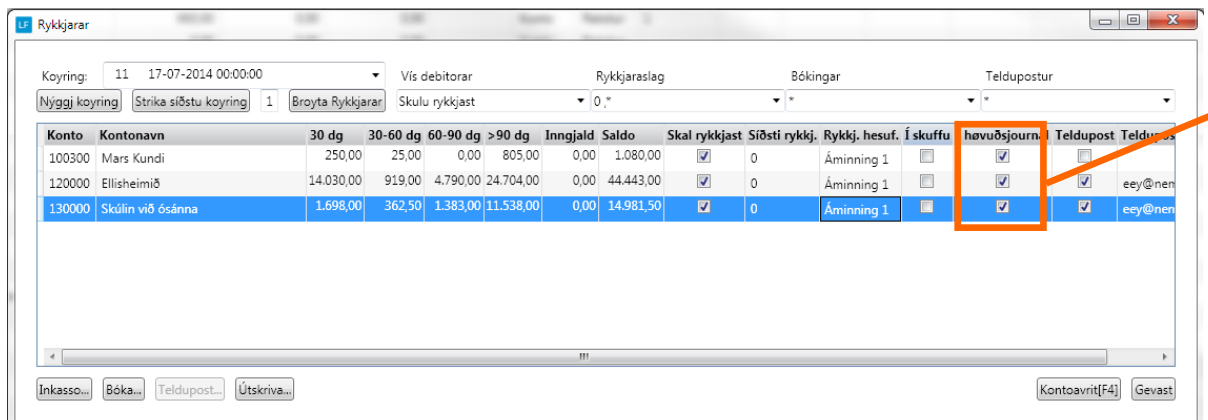 LF Rykkjarar
Koyring: 11 17-07-2014 00:00:00 Vís debitorar Rykkjaraslag Bókingar Teldupostur
Nýggj koyring Strika síðstu koyring 1 Broyta Rykkjarar Skulu rykkjast 0 ,* * *
Konto Kontonavn 30 dg 30-60 dg 60-90 dg >90 dg Inngjald Saldo Skal rykkjast Síðsti rykkj. Rykkj. hesuf. Í skuffu høvuðsjournal Teldupost Teldupos
100300 Mars Kundi 250,00 25,00 0,00 805,00 0,00 1.080,00 0 Áminning 1
120000 Ellisheimið 14.030,00 919,00 4.790,00 24.704,00 0,00 44.443,00 0 Áminning 1 eey@nem
130000 Skúlin við ósánna 1.698,00 362,50 1.383,00 11.538,00 0,00 14.981,50 0 Áminning 1 eey@nem
Inkasso... Bóka... Teldupost... Útskriva... Kontoavrit[F4] Gevast